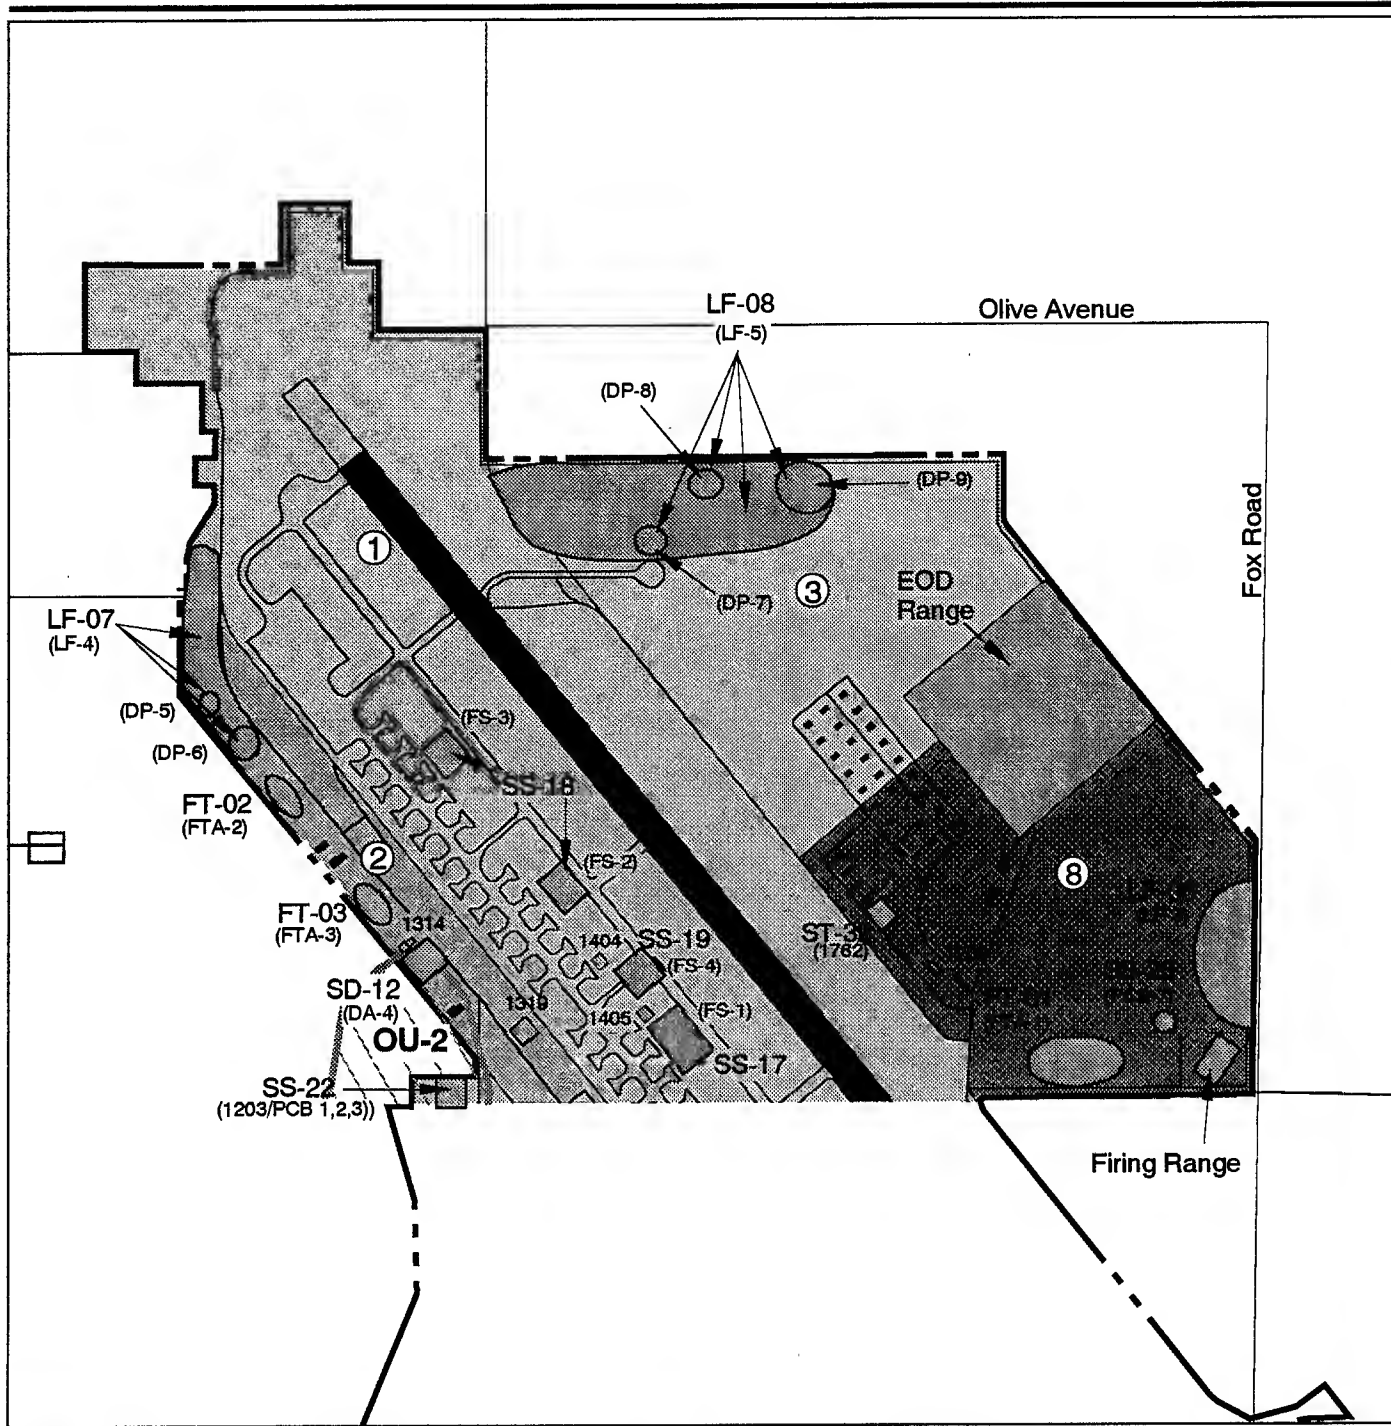 LF-08
(LF-5)
Olive Avenue
(DP-8)
(DP-9)
Fox Road
1
3
EOD
Range
(DP-7)
LF-07
(LF-4)
(DP-5)
(DP-6)
(FS-3)
SS-18
FT-02
(FTA-2)
2
(FS-2)
8
FT-03
(FTA-3)
1314
1404
SS-19
(FS-4)
ST-3
(1762)
SD-12
(DA-4)
1319
1405
(FS-1)
OU-2
SS-17
SS-22
(1203/PCB 1,2,3))
Firing Range